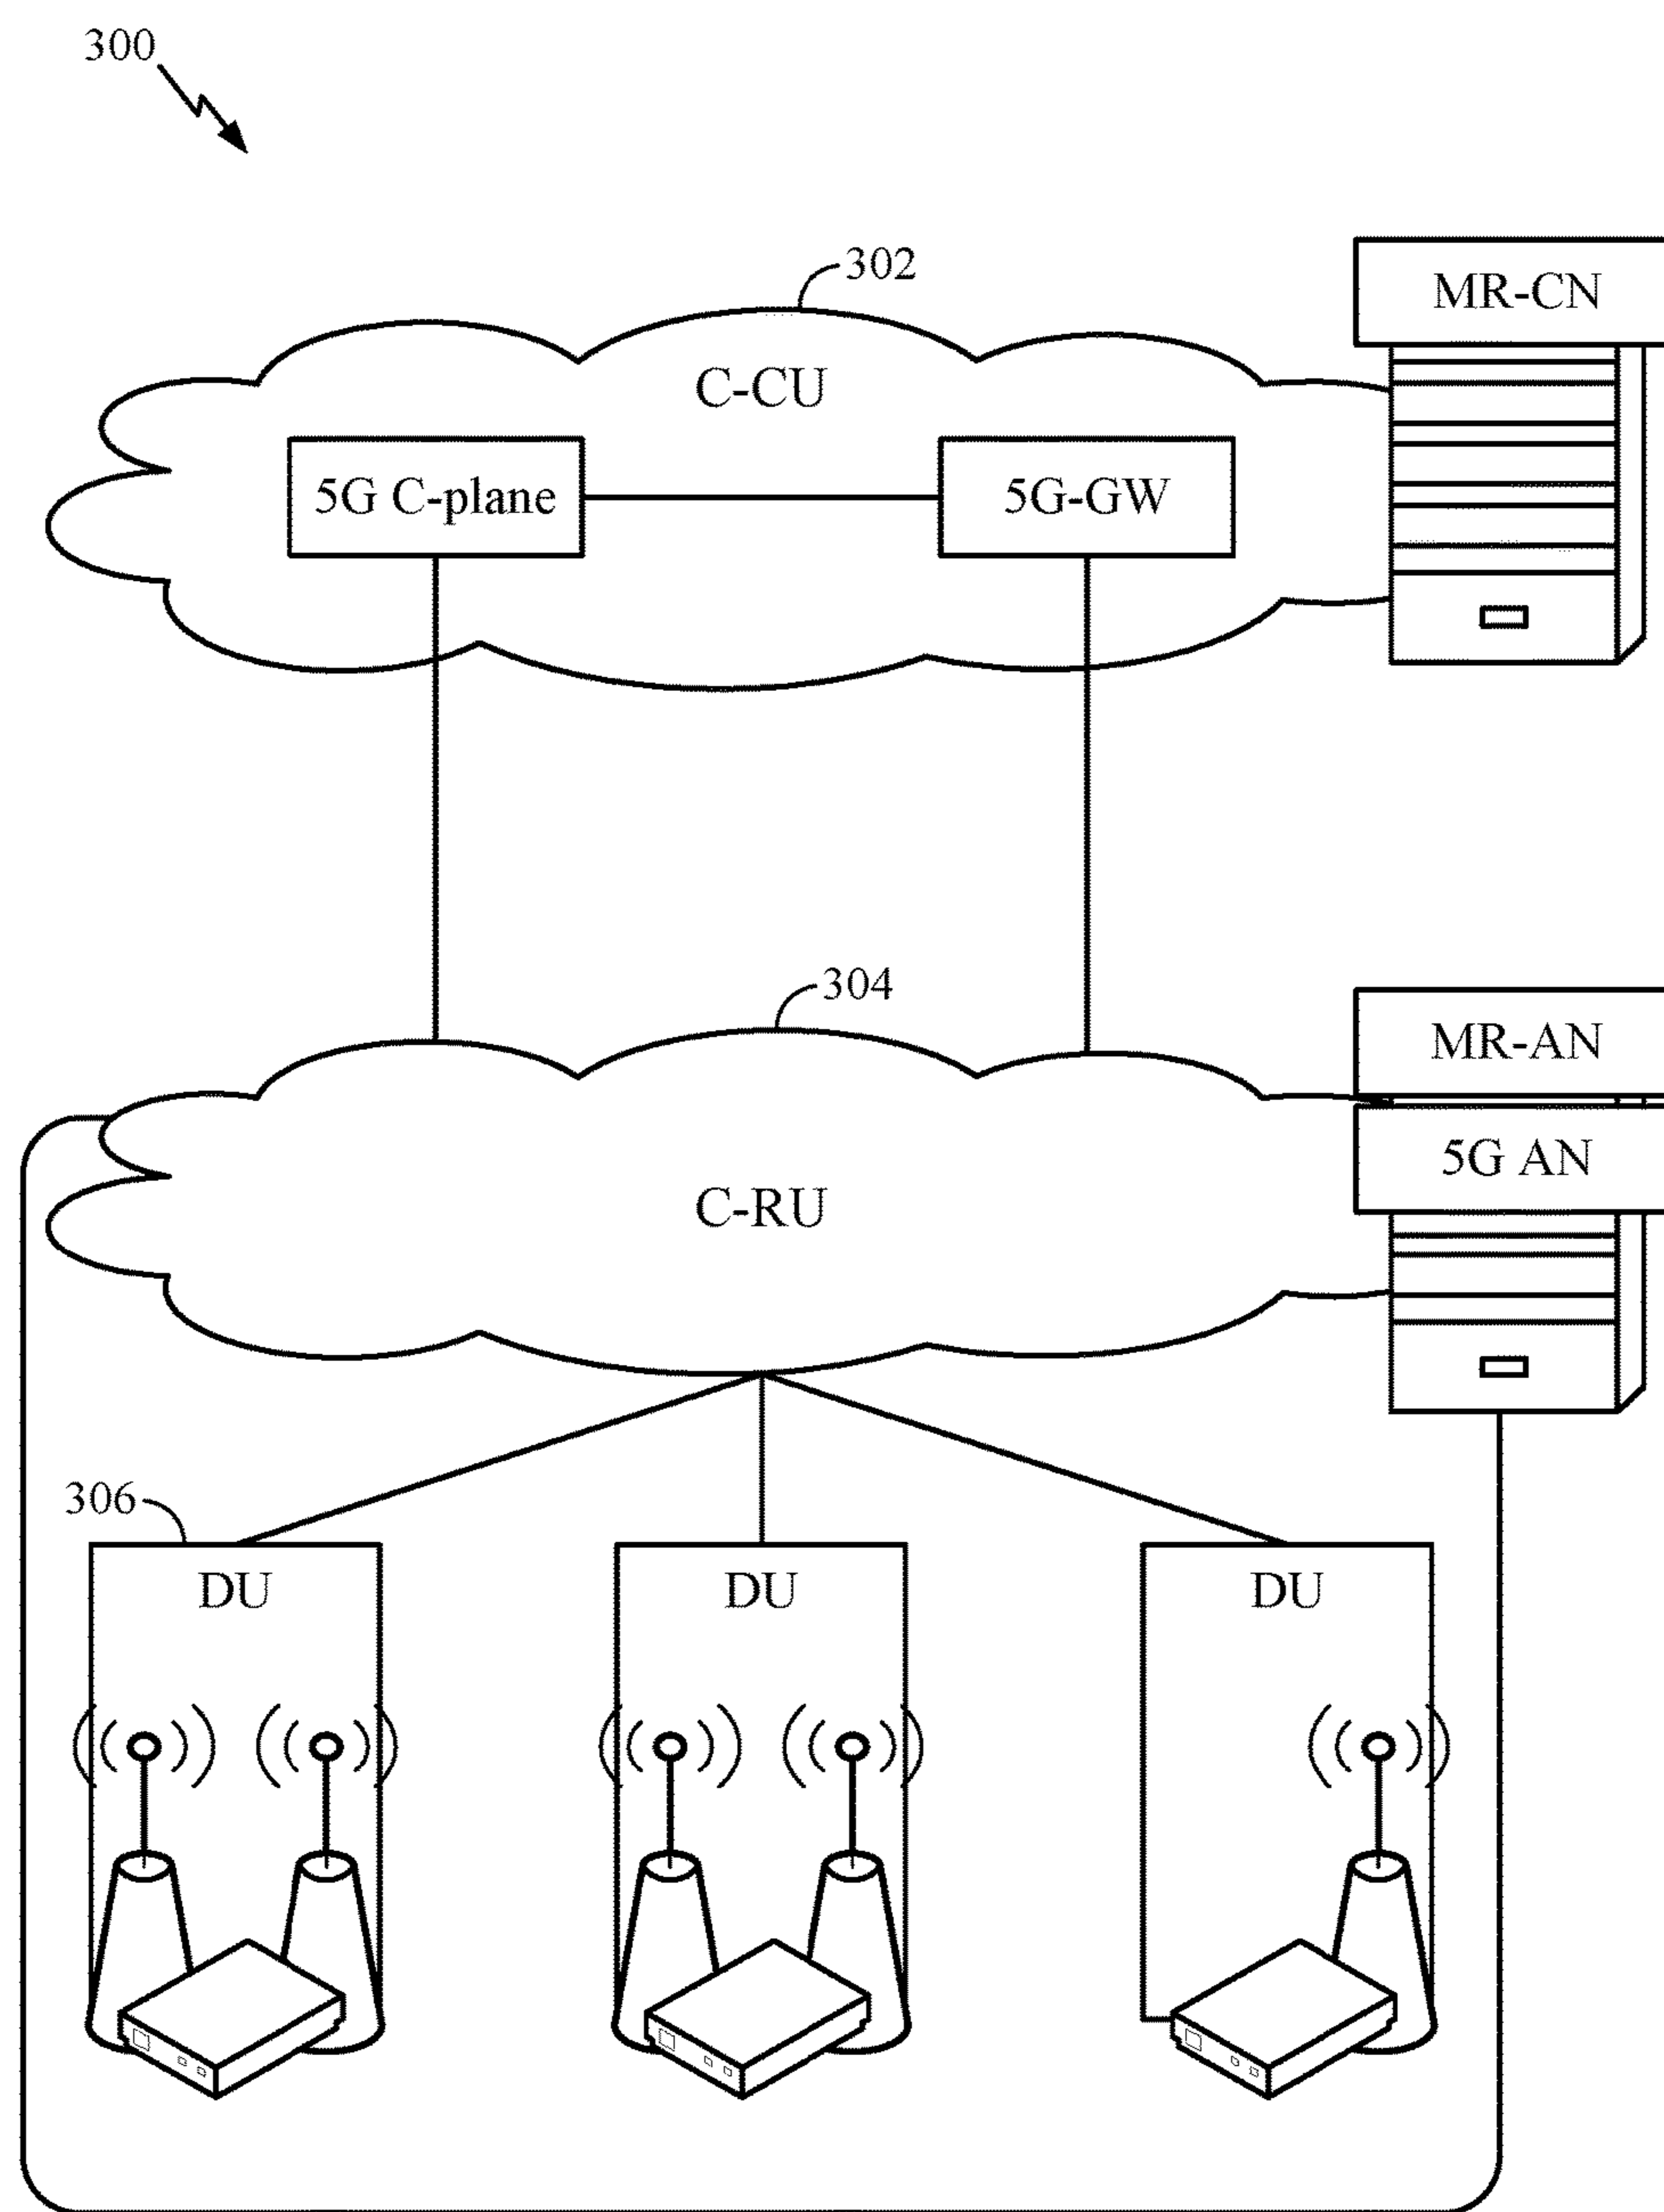 300
302
MR-CN
C-CU
5G C-plane
5G-GW
304
MR-AN
5G AN
C-RU
306
DU
DU
DU